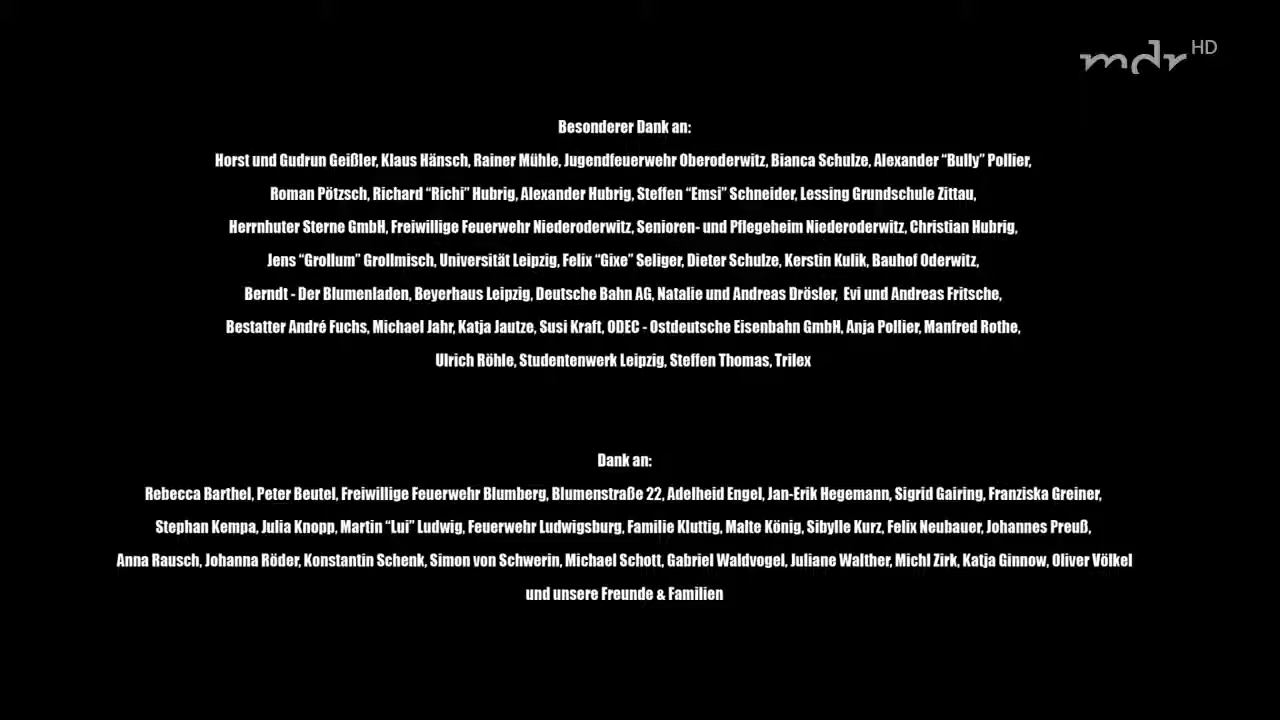 mdr HD
Besonderer Dank an:
Horst und Gudrun Geißler, Klaus Hänsch, Rainer Mühle, Jugendfeuerwehr Oberoderwitz, Bianca Schulze, Alexander “Bully” Pollier,
Roman Pötzsch, Richard “Richi” Hubrig, Alexander Hubrig, Steffen “Emsi” Schneider, Lessing Grundschule Zittau,
Herrnhuter Sterne GmbH, Freiwillige Feuerwehr Niederoderwitz, Senioren- und Pflegeheim Niederoderwitz, Christian Hubrig,
Jens “Grollum” Grollmisch, Universität Leipzig, Felix “Gixe” Seliger, Dieter Schulze, Kerstin Kulik, Bauhof Oderwitz,
Berndt - Der Blumenladen, Beyerhaus Leipzig, Deutsche Bahn AG, Natalie und Andreas Drösler, Evi und Andreas Fritsche,
Bestatter André Fuchs, Michael Jahr, Katja Jautze, Susi Kraft, ODEC - Ostdeutsche Eisenbahn GmbH, Anja Pollier, Manfred Rothe,
Ulrich Röhle, Studentenwerk Leipzig, Steffen Thomas, Trilex
Dank an:
Rebecca Barthel, Peter Beutel, Freiwillige Feuerwehr Blumberg, Blumenstraße 22, Adelheid Engel, Jan-Erik Hegemann, Sigrid Gairing, Franziska Greiner,
Stephan Kempa, Julia Knopp, Martin “Lui” Ludwig, Feuerwehr Ludwigsburg, Familie Kluttig, Malte König, Sibylle Kurz, Felix Neubauer, Johannes Preuß,
Anna Rausch, Johanna Röder, Konstantin Schenk, Simon von Schwerin, Michael Schott, Gabriel Waldvogel, Juliane Walther, Michl Zirk, Katja Ginnow, Oliver Völkel
und unsere Freunde & Familien